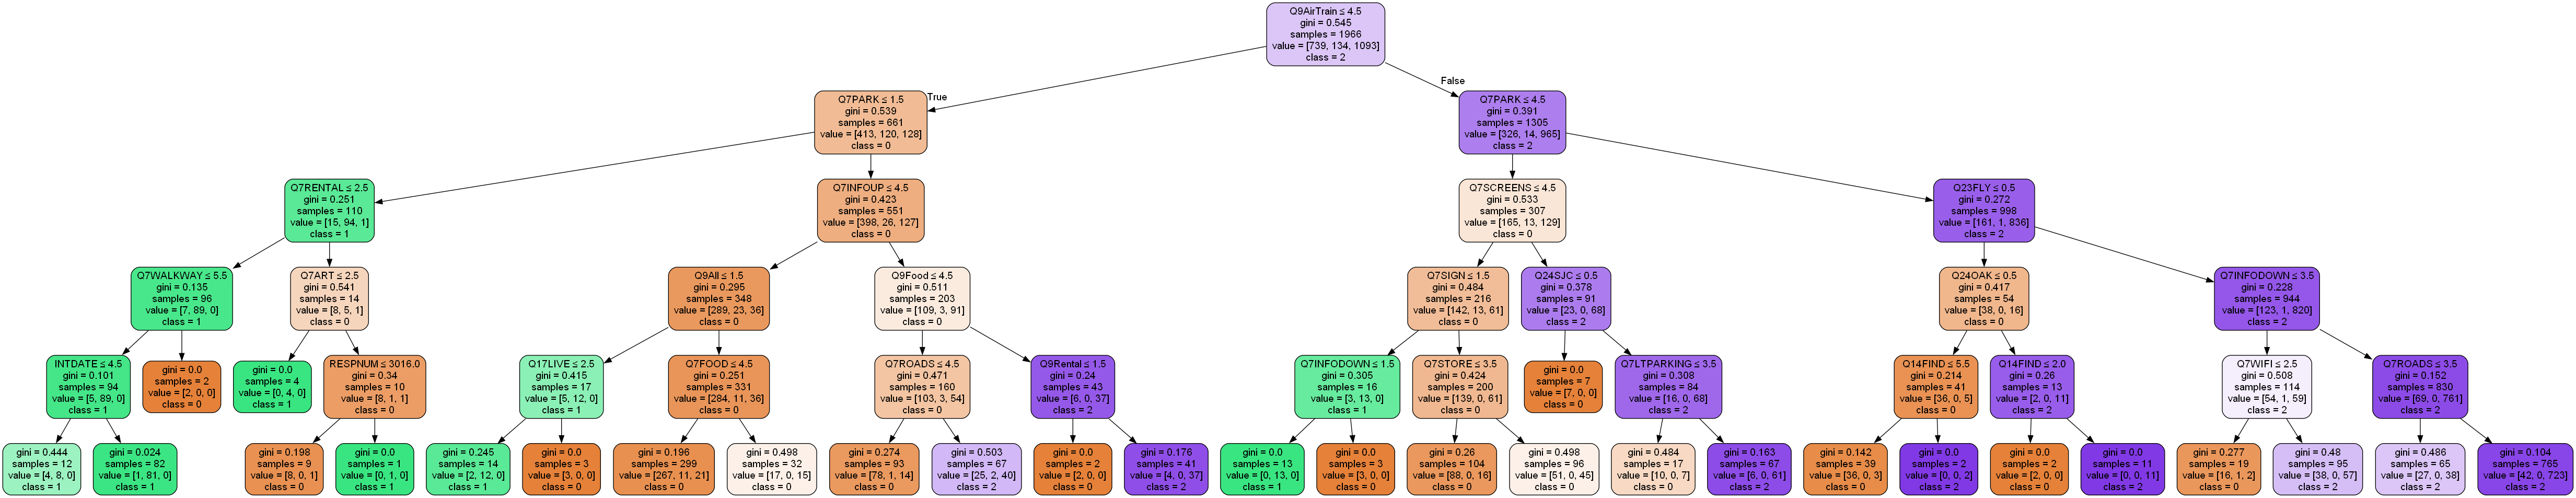 Q9AirTrain ≤ 4.5
gini = 0.545
samples = 1966
value = [739, 134, 1093]
class = 2
True
False
Q7PARK ≤ 1.5
gini = 0.539
samples = 661
value = [413, 120, 128]
class = 0
Q7PARK ≤ 4.5
gini = 0.391
samples = 1305
value = [326, 14, 965]
class = 2
Q7RENTAL ≤ 2.5
gini = 0.251
samples = 110
value = [15, 94, 1]
class = 1
Q7INFOUP ≤ 4.5
gini = 0.423
samples = 551
value = [398, 26, 127]
class = 0
Q7SCREENS ≤ 4.5
gini = 0.533
samples = 307
value = [165, 13, 129]
class = 0
Q23FLY ≤ 0.5
gini = 0.272
samples = 998
value = [161, 1, 836]
class = 2
Q7WALKWAY ≤ 5.5
gini = 0.135
samples = 96
value = [7, 89, 0]
class = 1
Q7ART ≤ 2.5
gini = 0.541
samples = 14
value = [8, 5, 1]
class = 0
Q9All ≤ 1.5
gini = 0.295
samples = 348
value = [289, 23, 36]
class = 0
Q9Food ≤ 4.5
gini = 0.511
samples = 203
value = [109, 3, 91]
class = 0
Q7SIGN ≤ 1.5
gini = 0.484
samples = 216
value = [142, 13, 61]
class = 0
Q24SJC ≤ 0.5
gini = 0.378
samples = 91
value = [23, 0, 68]
class = 2
Q24OAK ≤ 0.5
gini = 0.417
samples = 54
value = [38, 0, 16]
class = 0
Q7INFODOWN ≤ 3.5
gini = 0.228
samples = 944
value = [123, 1, 820]
class = 2
INTDATE ≤ 4.5
gini = 0.101
samples = 94
value = [5, 89, 0]
class = 1
gini = 0.0
samples = 2
value = [2, 0, 0]
class = 0
gini = 0.0
samples = 4
value = [0, 4, 0]
class = 1
RESPNUM ≤ 3016.0
gini = 0.34
samples = 10
value = [8, 1, 1]
class = 0
Q17LIVE ≤ 2.5
gini = 0.415
samples = 17
value = [5, 12, 0]
class = 1
Q7FOOD ≤ 4.5
gini = 0.251
samples = 331
value = [284, 11, 36]
class = 0
Q7ROADS ≤ 4.5
gini = 0.471
samples = 160
value = [103, 3, 54]
class = 0
Q9Rental ≤ 1.5
gini = 0.24
samples = 43
value = [6, 0, 37]
class = 2
Q7INFODOWN ≤ 1.5
gini = 0.305
samples = 16
value = [3, 13, 0]
class = 1
Q7STORE ≤ 3.5
gini = 0.424
samples = 200
value = [139, 0, 61]
class = 0
gini = 0.0
samples = 7
value = [7, 0, 0]
class = 0
Q7LTPARKING ≤ 3.5
gini = 0.308
samples = 84
value = [16, 0, 68]
class = 2
Q14FIND ≤ 5.5
gini = 0.214
samples = 41
value = [36, 0, 5]
class = 0
Q14FIND ≤ 2.0
gini = 0.26
samples = 13
value = [2, 0, 11]
class = 2
Q7WIFI ≤ 2.5
gini = 0.508
samples = 114
value = [54, 1, 59]
class = 2
Q7ROADS ≤ 3.5
gini = 0.152
samples = 830
value = [69, 0, 761]
class = 2
gini = 0.444
samples = 12
value = [4, 8, 0]
class = 1
gini = 0.024
samples = 82
value = [1, 81, 0]
class = 1
gini = 0.198
samples = 9
value = [8, 0, 1]
class = 0
gini = 0.0
samples = 1
value = [0, 1, 0]
class = 1
gini = 0.245
samples = 14
value = [2, 12, 0]
class = 1
gini = 0.0
samples = 3
value = [3, 0, 0]
class = 0
gini = 0.196
samples = 299
value = [267, 11, 21]
class = 0
gini = 0.498
samples = 32
value = [17, 0, 15]
class = 0
gini = 0.274
samples = 93
value = [78, 1, 14]
class = 0
gini = 0.503
samples = 67
value = [25, 2, 40]
class = 2
gini = 0.0
samples = 2
value = [2, 0, 0]
class = 0
gini = 0.176
samples = 41
value = [4, 0, 37]
class = 2
gini = 0.0
samples = 13
value = [0, 13, 0]
class = 1
gini = 0.0
samples = 3
value = [3, 0, 0]
class = 0
gini = 0.26
samples = 104
value = [88, 0, 16]
class = 0
gini = 0.498
samples = 96
value = [51, 0, 45]
class = 0
gini = 0.484
samples = 17
value = [10, 0, 7]
class = 0
gini = 0.163
samples = 67
value = [6, 0, 61]
class = 2
gini = 0.142
samples = 39
value = [36, 0, 3]
class = 0
gini = 0.0
samples = 2
value = [0, 0, 2]
class = 2
gini = 0.0
samples = 2
value = [2, 0, 0]
class = 0
gini = 0.0
samples = 11
value = [0, 0, 11]
class = 2
gini = 0.277
samples = 19
value = [16, 1, 2]
class = 0
gini = 0.48
samples = 95
value = [38, 0, 57]
class = 2
gini = 0.486
samples = 65
value = [27, 0, 38]
class = 2
gini = 0.104
samples = 765
value = [42, 0, 723]
class = 2